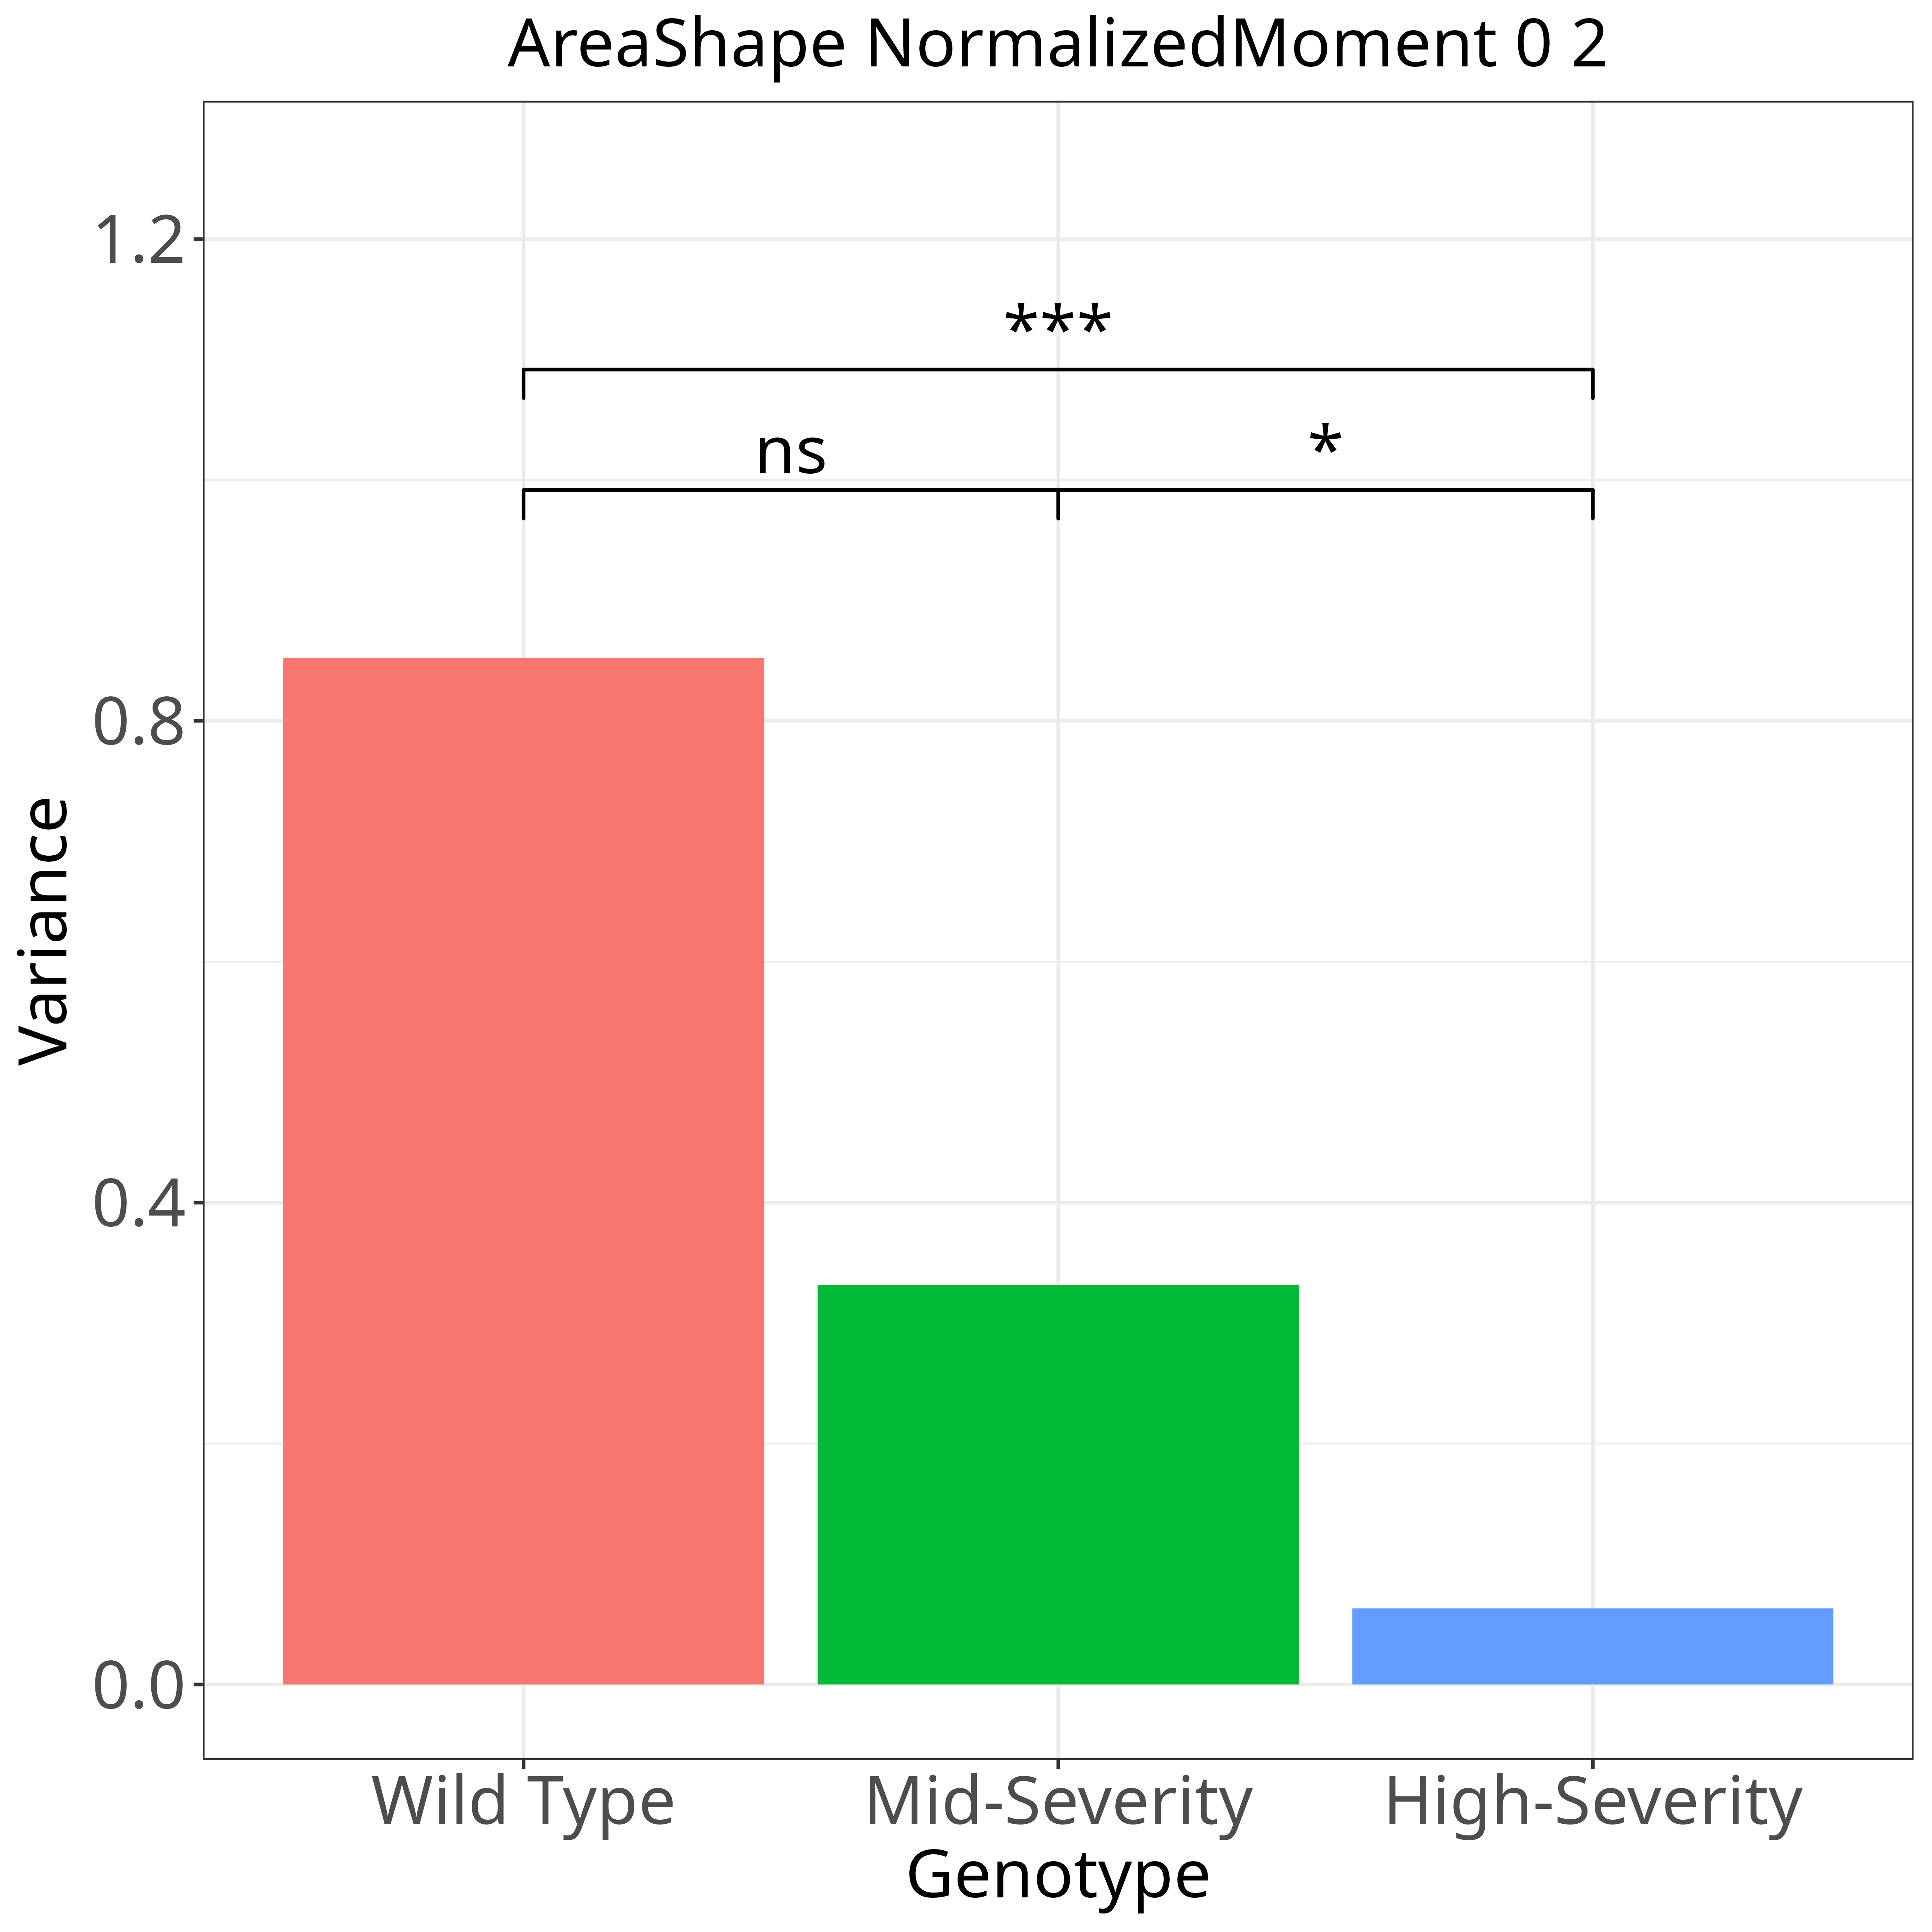 AreaShape NormalizedMoment 0 2
1.2
***
ns
*
0.8
Variance
0.4
0.0
Wild Type Mid-Severity High-Severity
Genotype